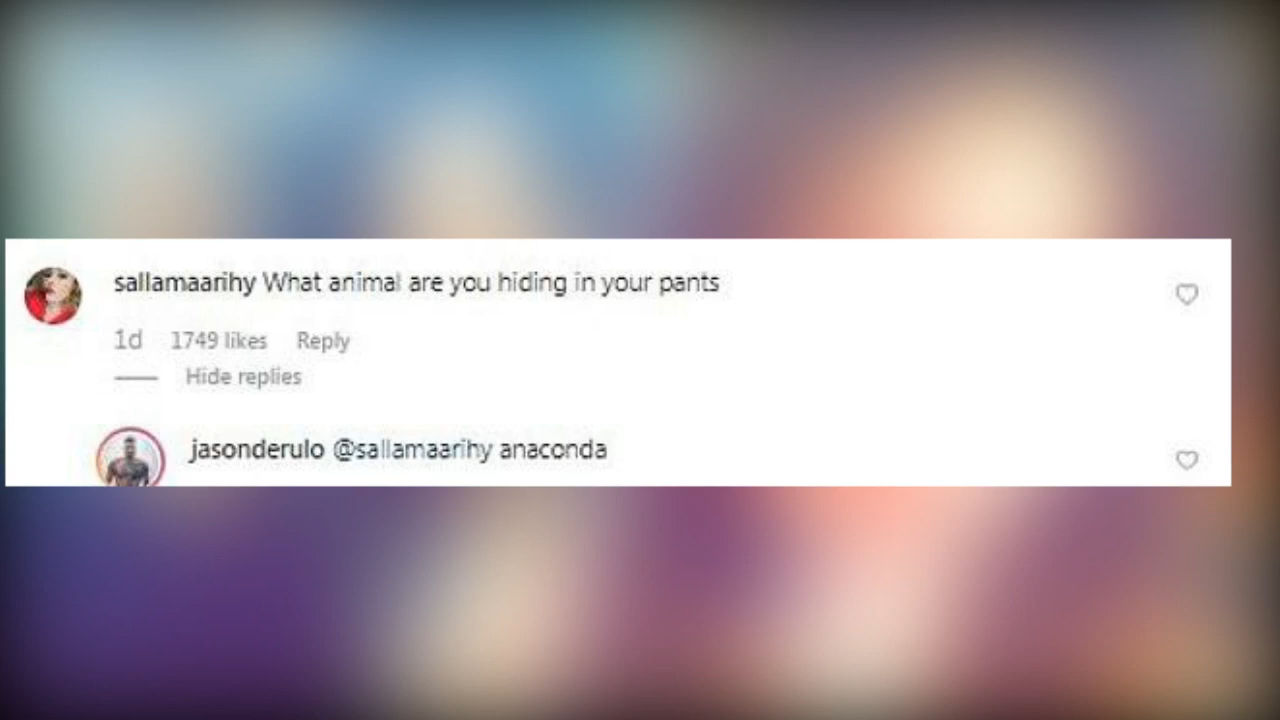 sallamaarihy What animal are you hiding in your pants
1d 1749 likes Reply
Hide replies
jasonderulo @sallamaarihy anaconda